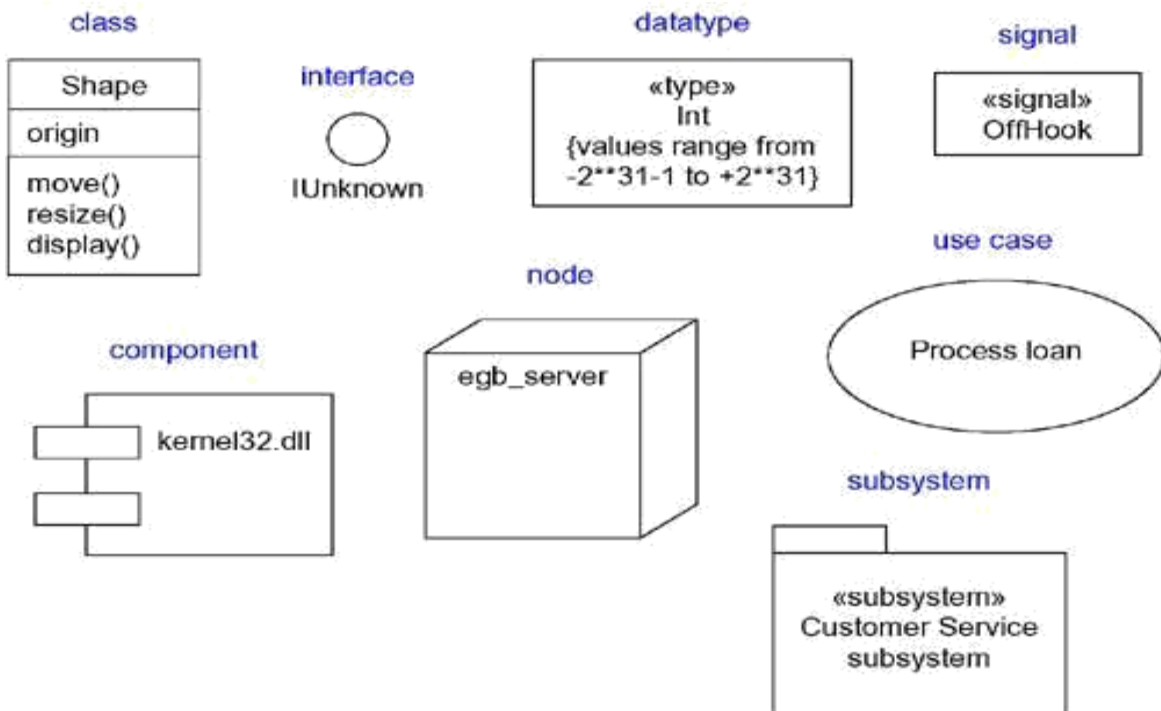 class
Shape
origin
move()
resize()
display()
interface
IUnknown
datatype
«type»
Int
{values range from
-2**31-1 to +2**31}
signal
«signal»
OffHook
use case
Process loan
node
egb_server
component
kernel32.dll
subsystem
«subsystem»
Customer Service
subsystem